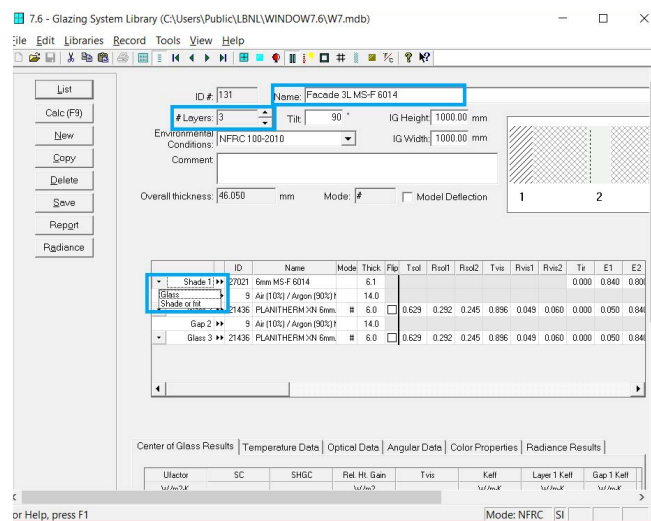 7.6 - Glazing System Library (C:\Users\Public\LBNL\WINDOW7.6\W7.mdb)
File Edit Libraries Record Tools View Help
List
Calc (F9)
New
Copy
Delete
Save
Report
Radiance
ID #: 131 Name: Facade 3L MS-F 6014
# Layers: 3 Tilt: 90 ° IG Height: 1000.00 mm
Environmental Conditions: NFRC 100-2010 IG Width: 1000.00 mm
Comment:
Overall thickness: 46.050 mm Mode: # Model Deflection
1 2
ID Name Mode Thick Flip Tsol Rsol1 Rsol2 Tvis Rvis1 Rvis2 Tir E1 E2
Shade 1 27021 6mm MS-F 6014 6.1 0.000 0.840 0.800
Glass 9 Air (10%) / Argon (90%) 14.0
Shade or frit
21436 PLANITHERM XN 6mm. # 6.0 0.629 0.292 0.245 0.896 0.049 0.060 0.000 0.050 0.840
Gap 2 9 Air (10%) / Argon (90%) 14.0
Glass 3 21436 PLANITHERM XN 6mm. # 6.0 0.629 0.292 0.245 0.896 0.049 0.060 0.000 0.050 0.840
Center of Glass Results Temperature Data Optical Data Angular Data Color Properties Radiance Results
Ufactor SC SHGC Rel. Ht. Gain Tvis Keff Layer 1 Keff Gap 1 Keff
W/m2-K W/m2 W/m-K W/m-K W/m-K
or Help, press F1 Mode: NFRC SI